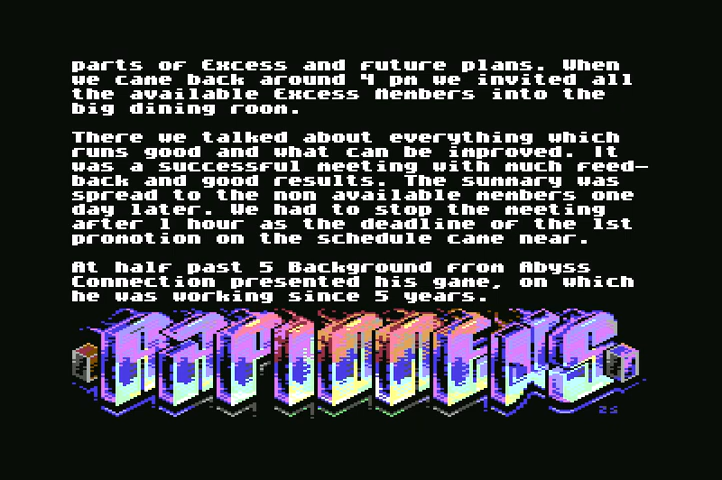 parts of Excess and future plans. When
we came back around 4 pm we invited all
the available Excess Members into the
big dining room.
There we talked about everything which
runs good and what can be improved. It
was a successful meeting with much feed-
back and good results. The summary was
spread to the non available members one
day later. We had to stop the meeting
after 1 hour as the deadline of the 1st
promotion on the schedule came near.
At half past 5 Background from Abyss
Connection presented his game, on which
he was working since 5 years.